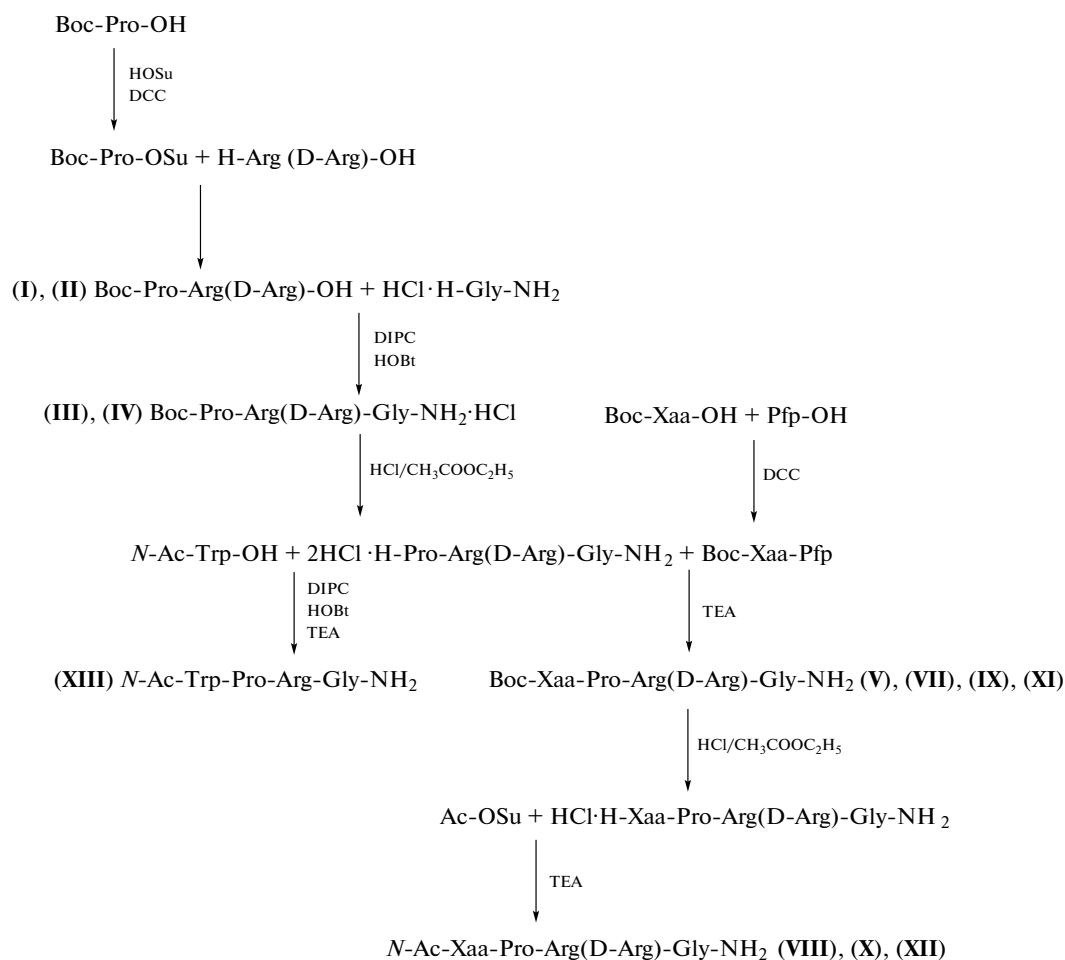 Boc-Pro-OH
HOSu
DCC
Boc-Pro-OSu + H-Arg (D-Arg)-OH
(I), (II) Boc-Pro-Arg(D-Arg)-OH + HCl·H-Gly-NH2
DIPC
HOBt
(III), (IV) Boc-Pro-Arg(D-Arg)-Gly-NH2·HCl
Boc-Xaa-OH + Pfp-OH
HCl/CH3COOC2H5
DCC
N-Ac-Trp-OH + 2HCl ·H-Pro-Arg(D-Arg)-Gly-NH2 + Boc-Xaa-Pfp
DIPC
HOBt
TEA
TEA
(XIII) N-Ac-Trp-Pro-Arg-Gly-NH2
Boc-Xaa-Pro-Arg(D-Arg)-Gly-NH2 (V), (VII), (IX), (XI)
HCl/CH3COOC2H5
Ac-OSu + HCl·H-Xaa-Pro-Arg(D-Arg)-Gly-NH2
TEA
N-Ac-Xaa-Pro-Arg(D-Arg)-Gly-NH2 (VIII), (X), (XII)